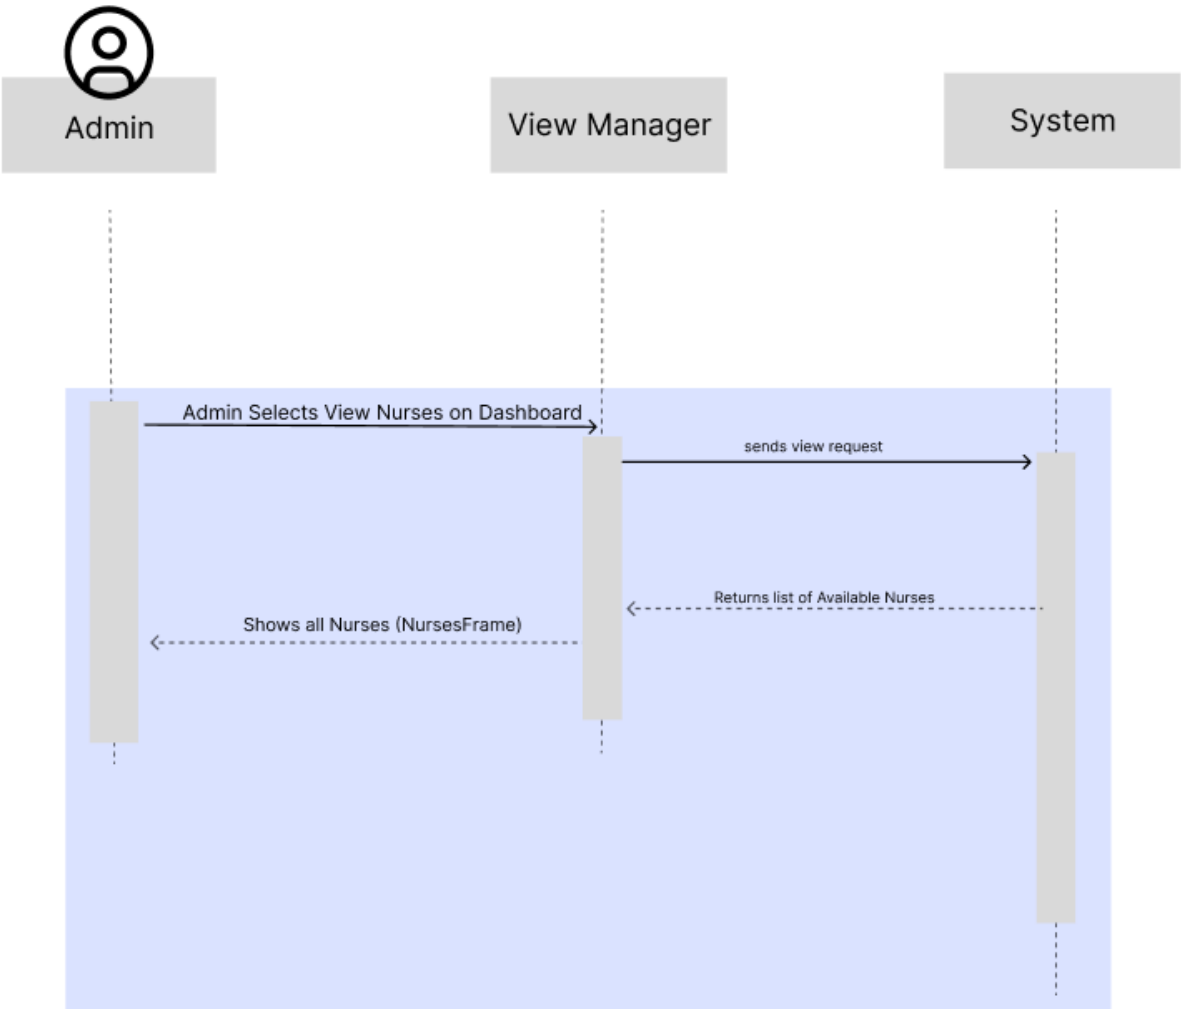 Admin
View Manager
System
Admin Selects View Nurses on Dashboard
sends view request
Returns list of Available Nurses
Shows all Nurses (NursesFrame)